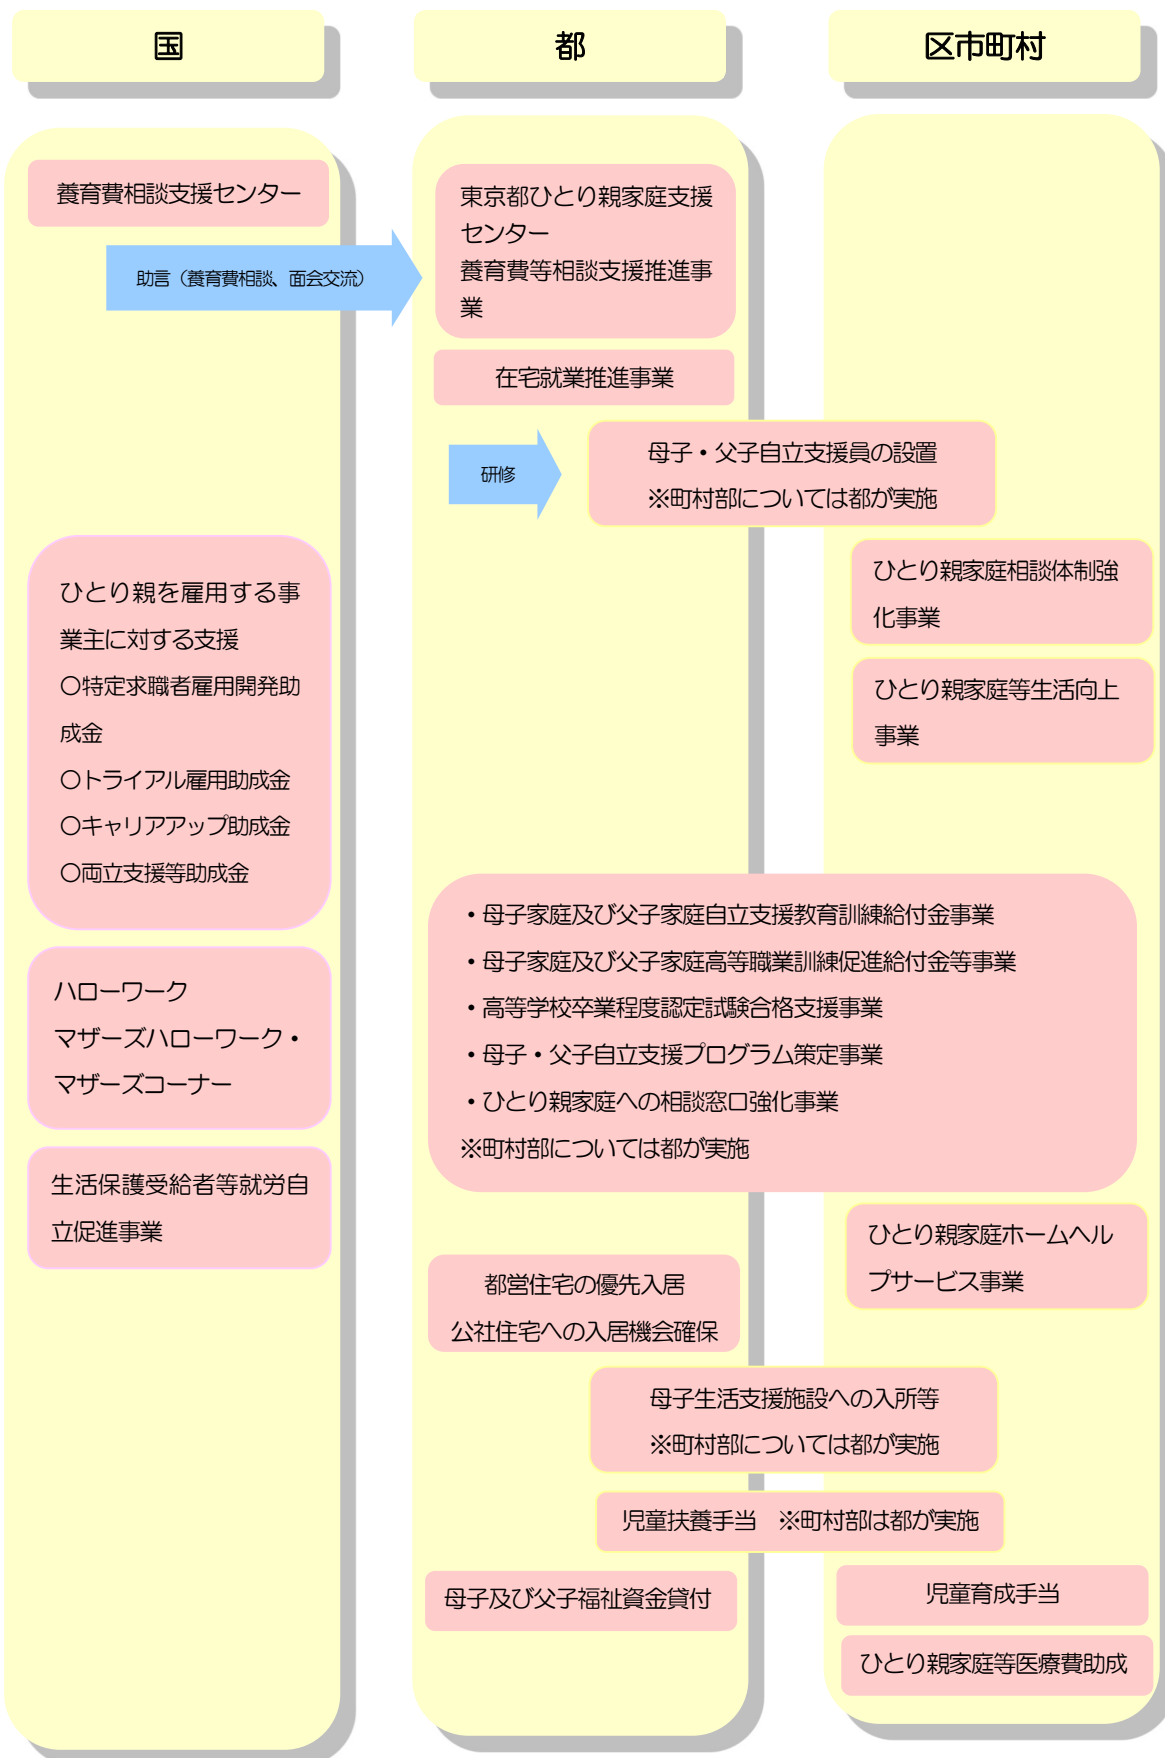 国
都
区市町村
養育費相談支援センター
助言（養育費相談、面会交流）
東京都ひとり親家庭支援
センター
養育費等相談支援推進事
業
在宅就業推進事業
研修
母子・父子自立支援員の設置
※町村部については都が実施
ひとり親家庭相談体制強
化事業
ひとり親家庭等生活向上
事業
ひとり親を雇用する事
業主に対する支援
○特定求職者雇用開発助
成金
○トライアル雇用助成金
○キャリアアップ助成金
○両立支援等助成金
ハローワーク
マザーズハローワーク・
マザーズコーナー
生活保護受給者等就労自
立促進事業
・母子家庭及び父子家庭自立支援教育訓練給付金事業
・母子家庭及び父子家庭高等職業訓練促進給付金等事業
・高等学校卒業程度認定試験合格支援事業
・母子・父子自立支援プログラム策定事業
・ひとり親家庭への相談窓口強化事業
※町村部については都が実施
ひとり親家庭ホームヘル
プサービス事業
都営住宅の優先入居
公社住宅への入居機会確保
母子生活支援施設への入所等
※町村部については都が実施
児童扶養手当　※町村部は都が実施
母子及び父子福祉資金貸付
児童育成手当
ひとり親家庭等医療費助成